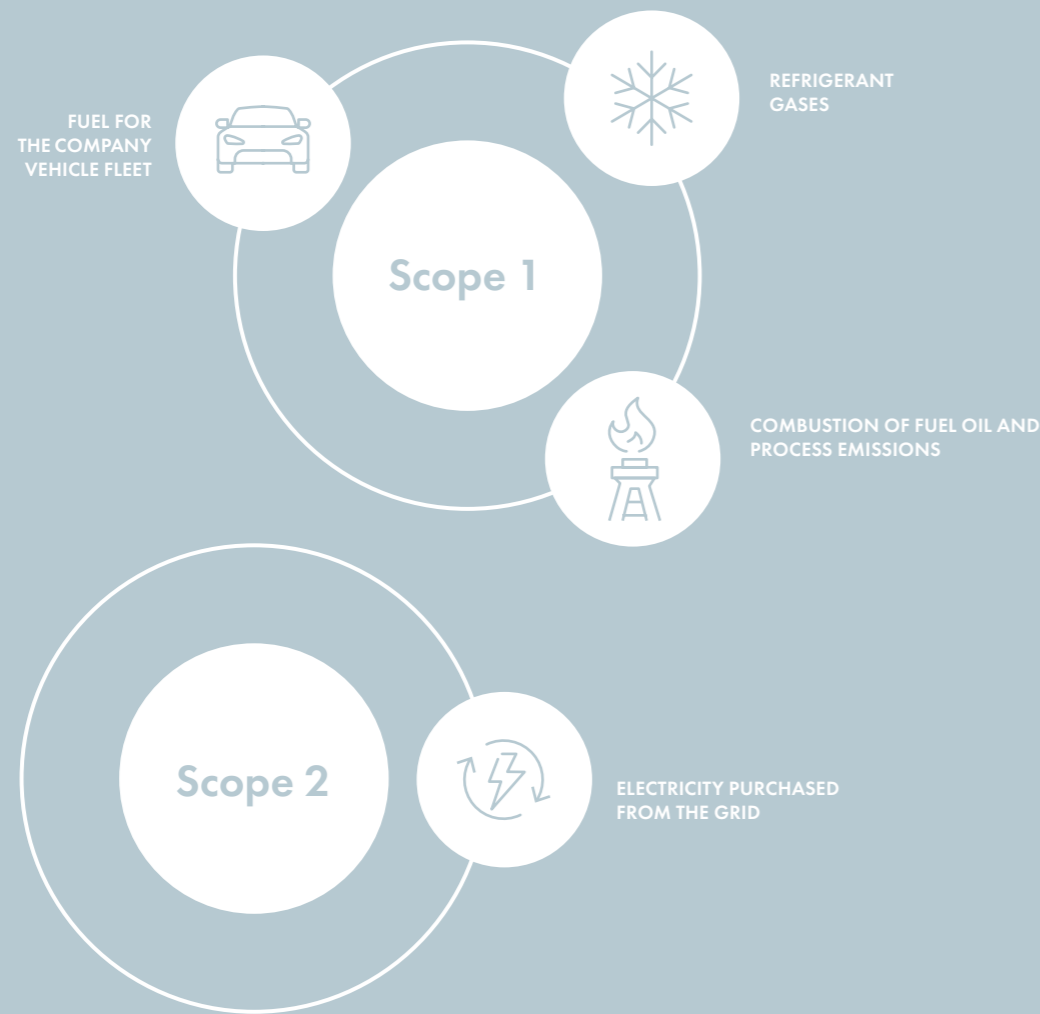 FUEL FOR
THE COMPANY
VEHICLE FLEET
REFRIGERANT
GASES
Scope 1
COMBUSTION OF FUEL OIL AND
PROCESS EMISSIONS
Scope 2
ELECTRICITY PURCHASED
FROM THE GRID